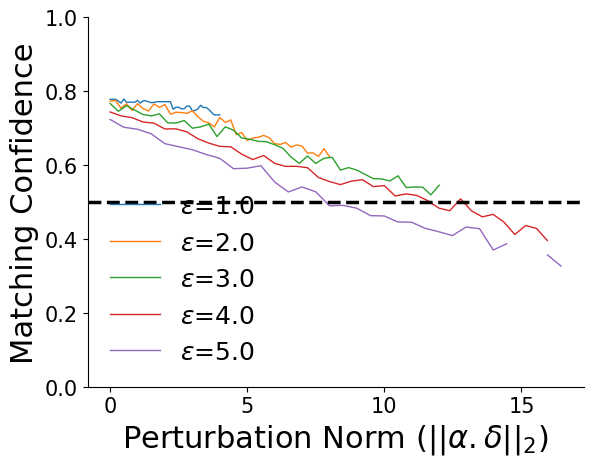 Matching Confidence
1.0
0.8
0.6
0.4
0.2
0.0
ε=1.0
ε=2.0
ε=3.0
ε=4.0
ε=5.0
0 5 10 15
Perturbation Norm (||α.δ||₂)